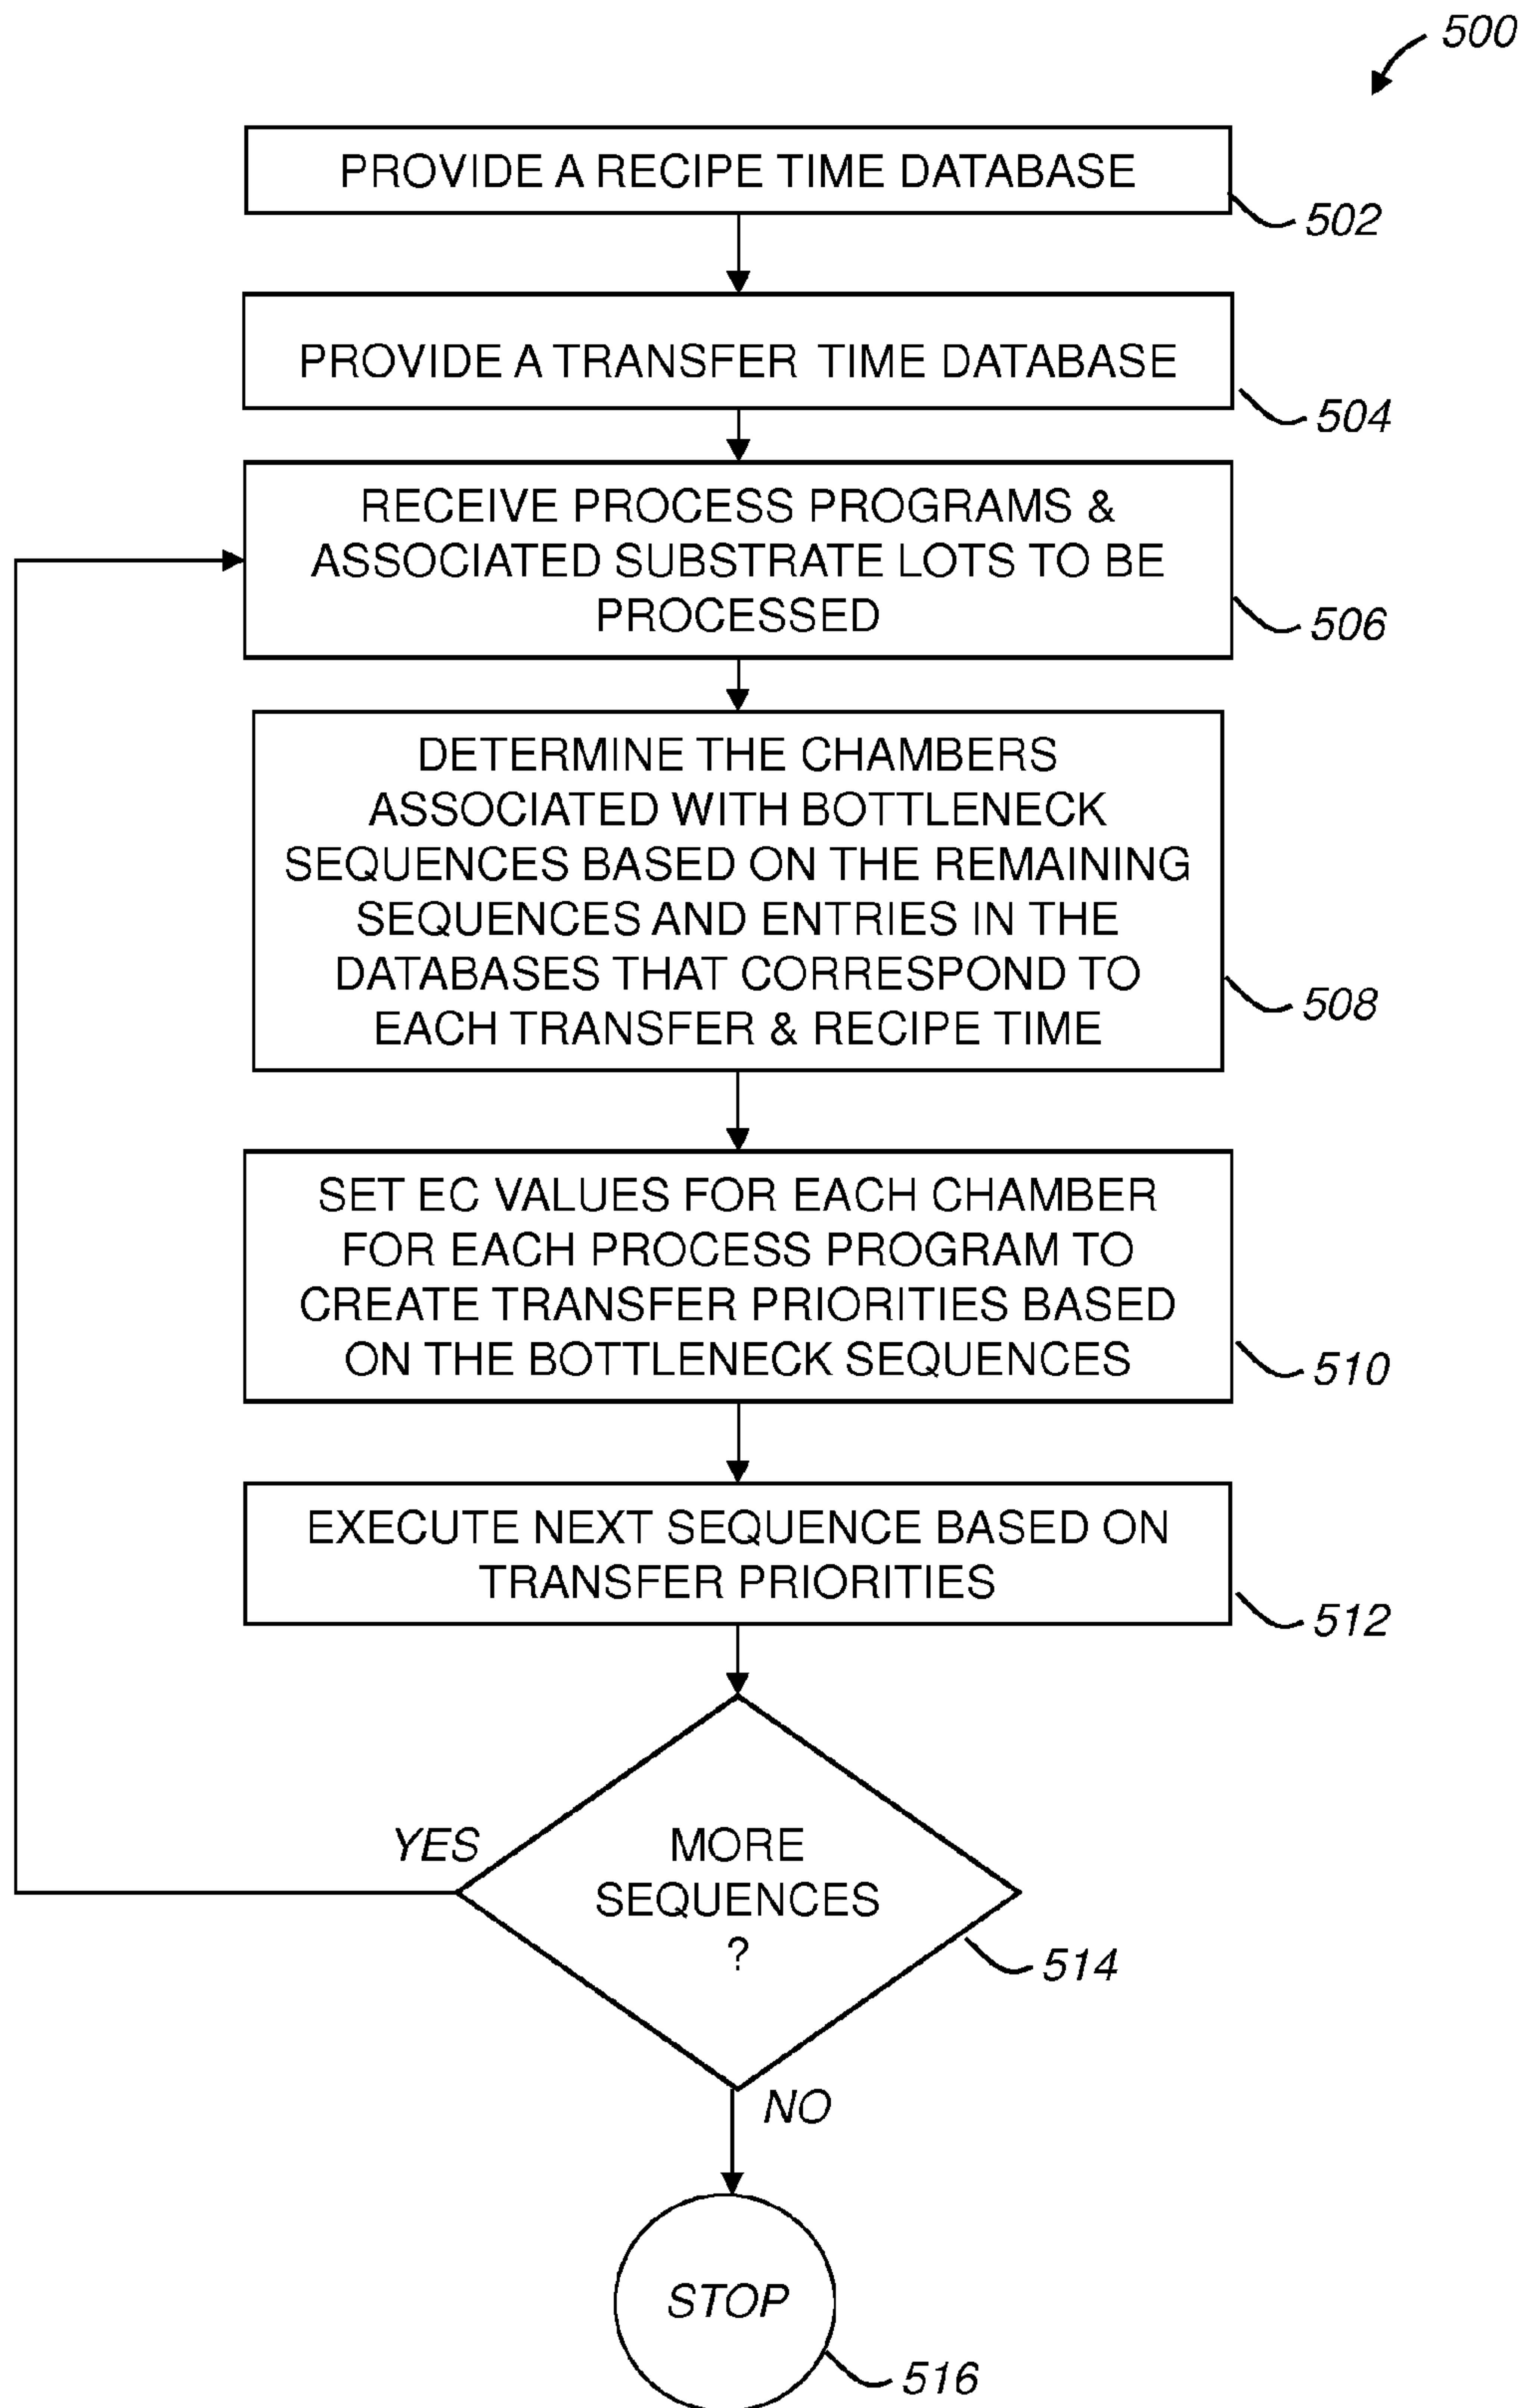 500
PROVIDE A RECIPE TIME DATABASE
502
PROVIDE A TRANSFER TIME DATABASE
504
RECEIVE PROCESS PROGRAMS &
ASSOCIATED SUBSTRATE LOTS TO BE
PROCESSED
506
DETERMINE THE CHAMBERS
ASSOCIATED WITH BOTTLENECK
SEQUENCES BASED ON THE REMAINING
SEQUENCES AND ENTRIES IN THE
DATABASES THAT CORRESPOND TO
EACH TRANSFER & RECIPE TIME
508
SET EC VALUES FOR EACH CHAMBER
FOR EACH PROCESS PROGRAM TO
CREATE TRANSFER PRIORITIES BASED
ON THE BOTTLENECK SEQUENCES
510
EXECUTE NEXT SEQUENCE BASED ON
TRANSFER PRIORITIES
512
YES
MORE
SEQUENCES
?
514
NO
STOP
516